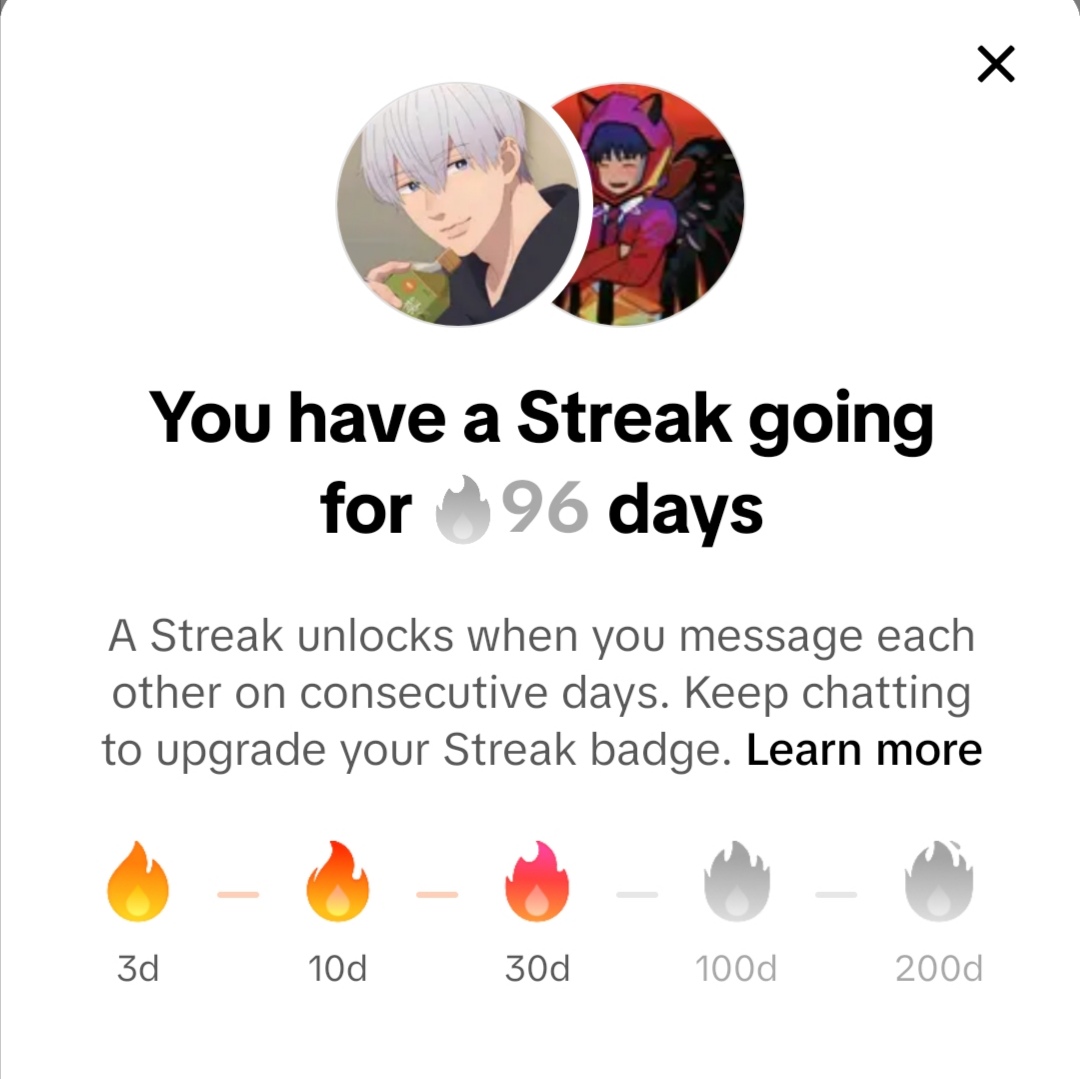 You have a Streak going
for 96 days
A Streak unlocks when you message each
other on consecutive days. Keep chatting
to upgrade your Streak badge. Learn more
3d 10d 30d 100d 200d